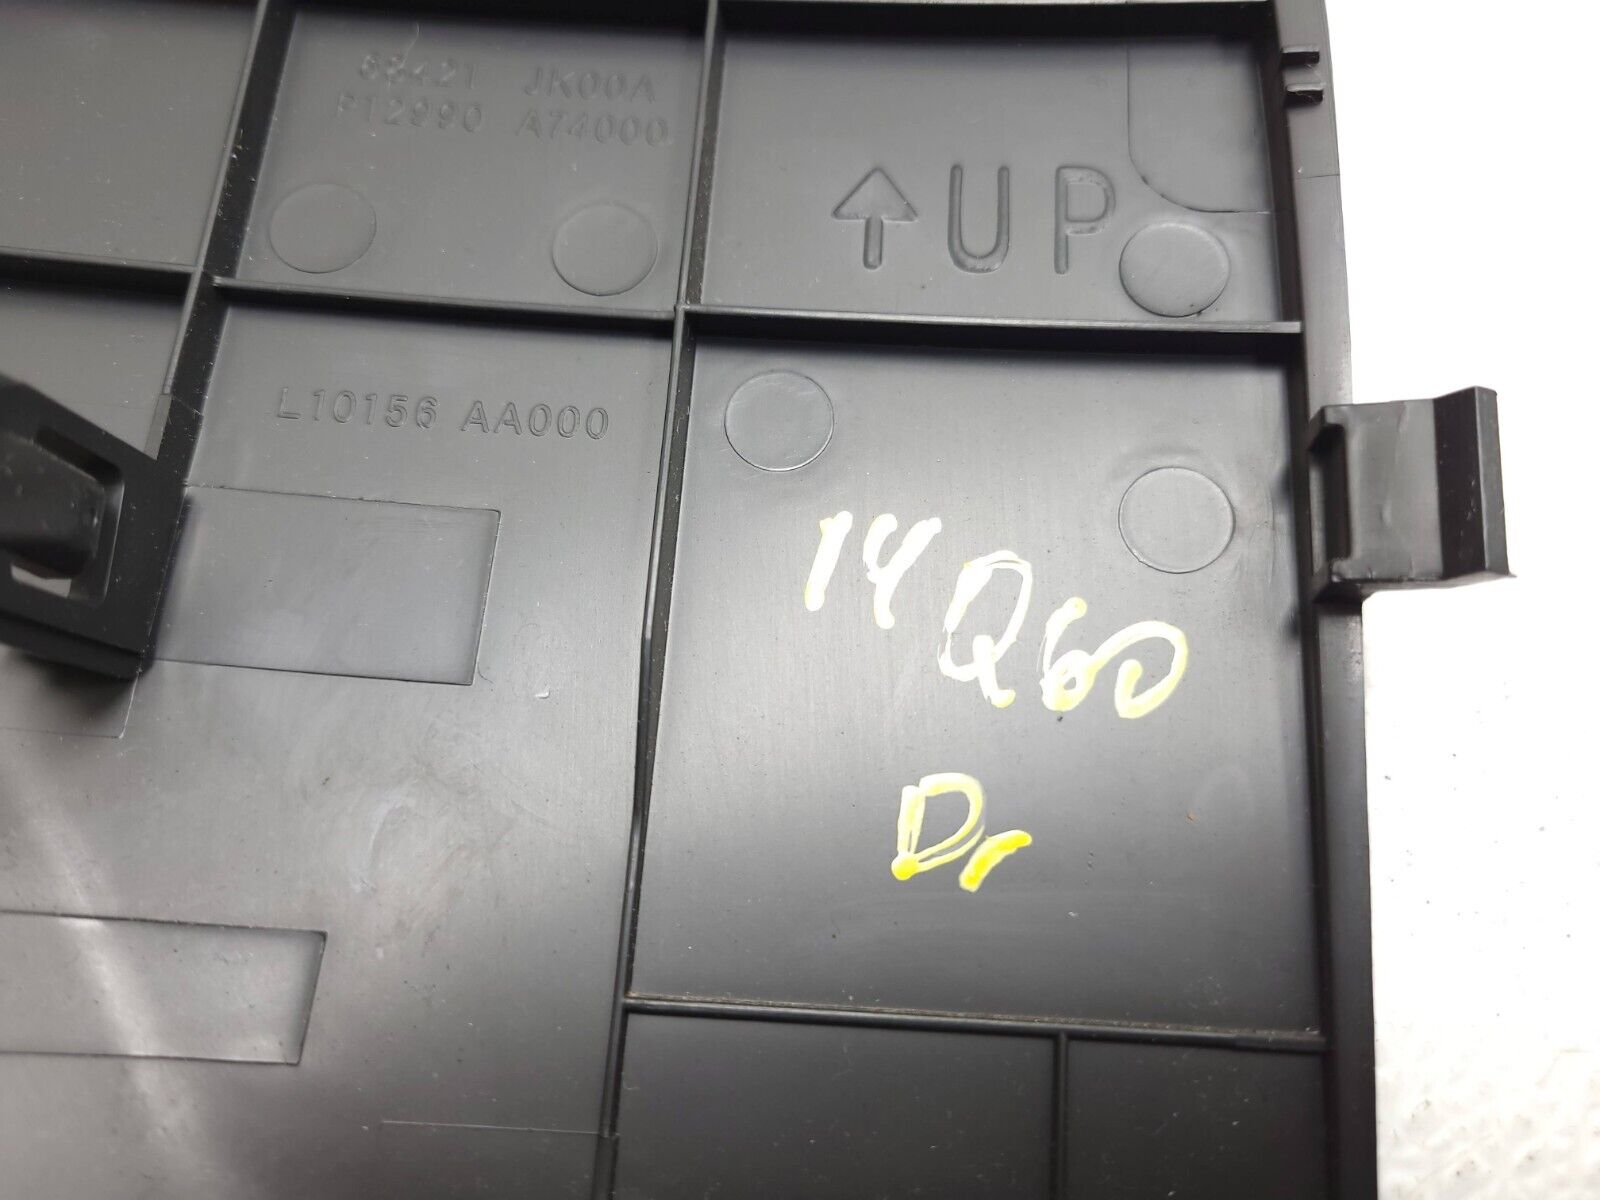 68421 JK00A
P12990 A74000
↑UP
L10156 AA000
14 Q60
Dr